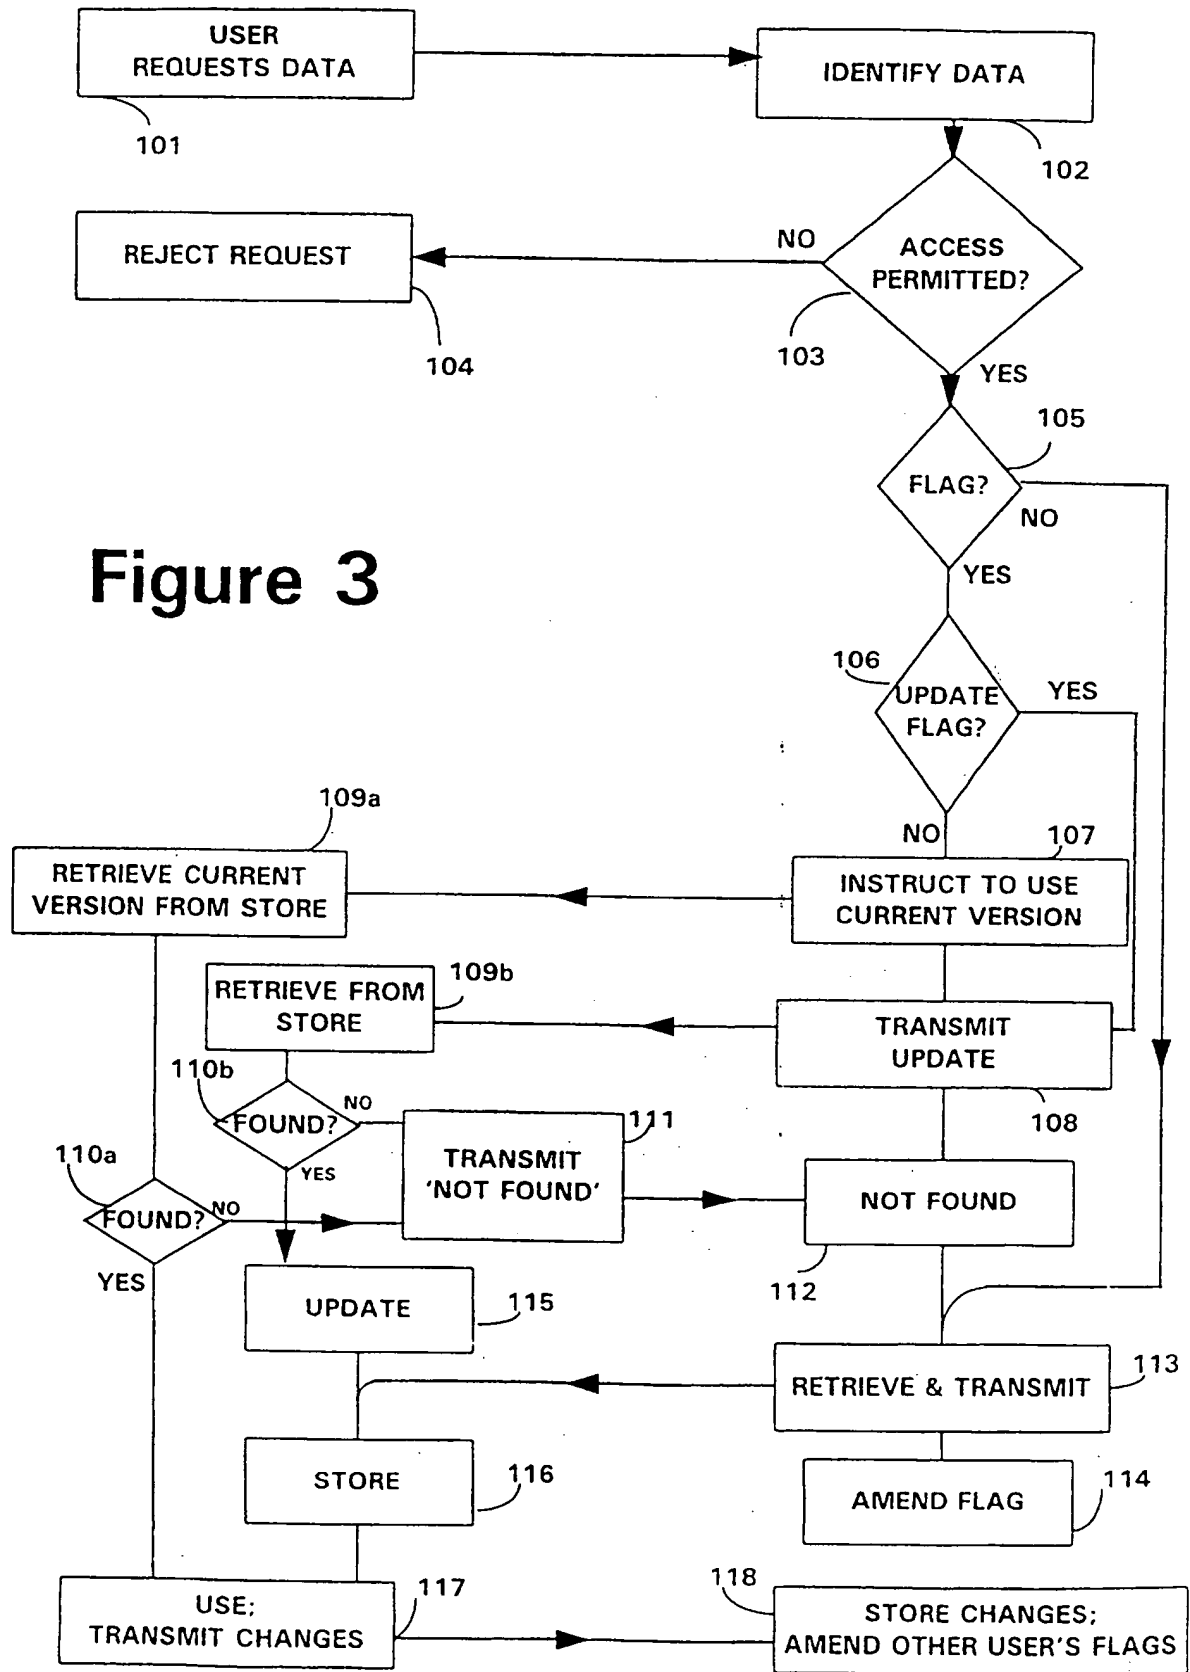 USER
REQUESTS DATA
101
IDENTIFY DATA
102
REJECT REQUEST
104
NO
ACCESS
PERMITTED?
103
YES
105
FLAG?
NO
YES
Figure 3
106
UPDATE
FLAG?
YES
NO
107
109a
RETRIEVE CURRENT
VERSION FROM STORE
INSTRUCT TO USE
CURRENT VERSION
109b
RETRIEVE FROM
STORE
TRANSMIT
UPDATE
108
110b
FOUND?
NO
YES
111
TRANSMIT
'NOT FOUND'
110a
FOUND?
NO
YES
NOT FOUND
112
UPDATE
115
RETRIEVE & TRANSMIT
113
STORE
116
AMEND FLAG
114
USE;
TRANSMIT CHANGES
117
118
STORE CHANGES;
AMEND OTHER USER'S FLAGS